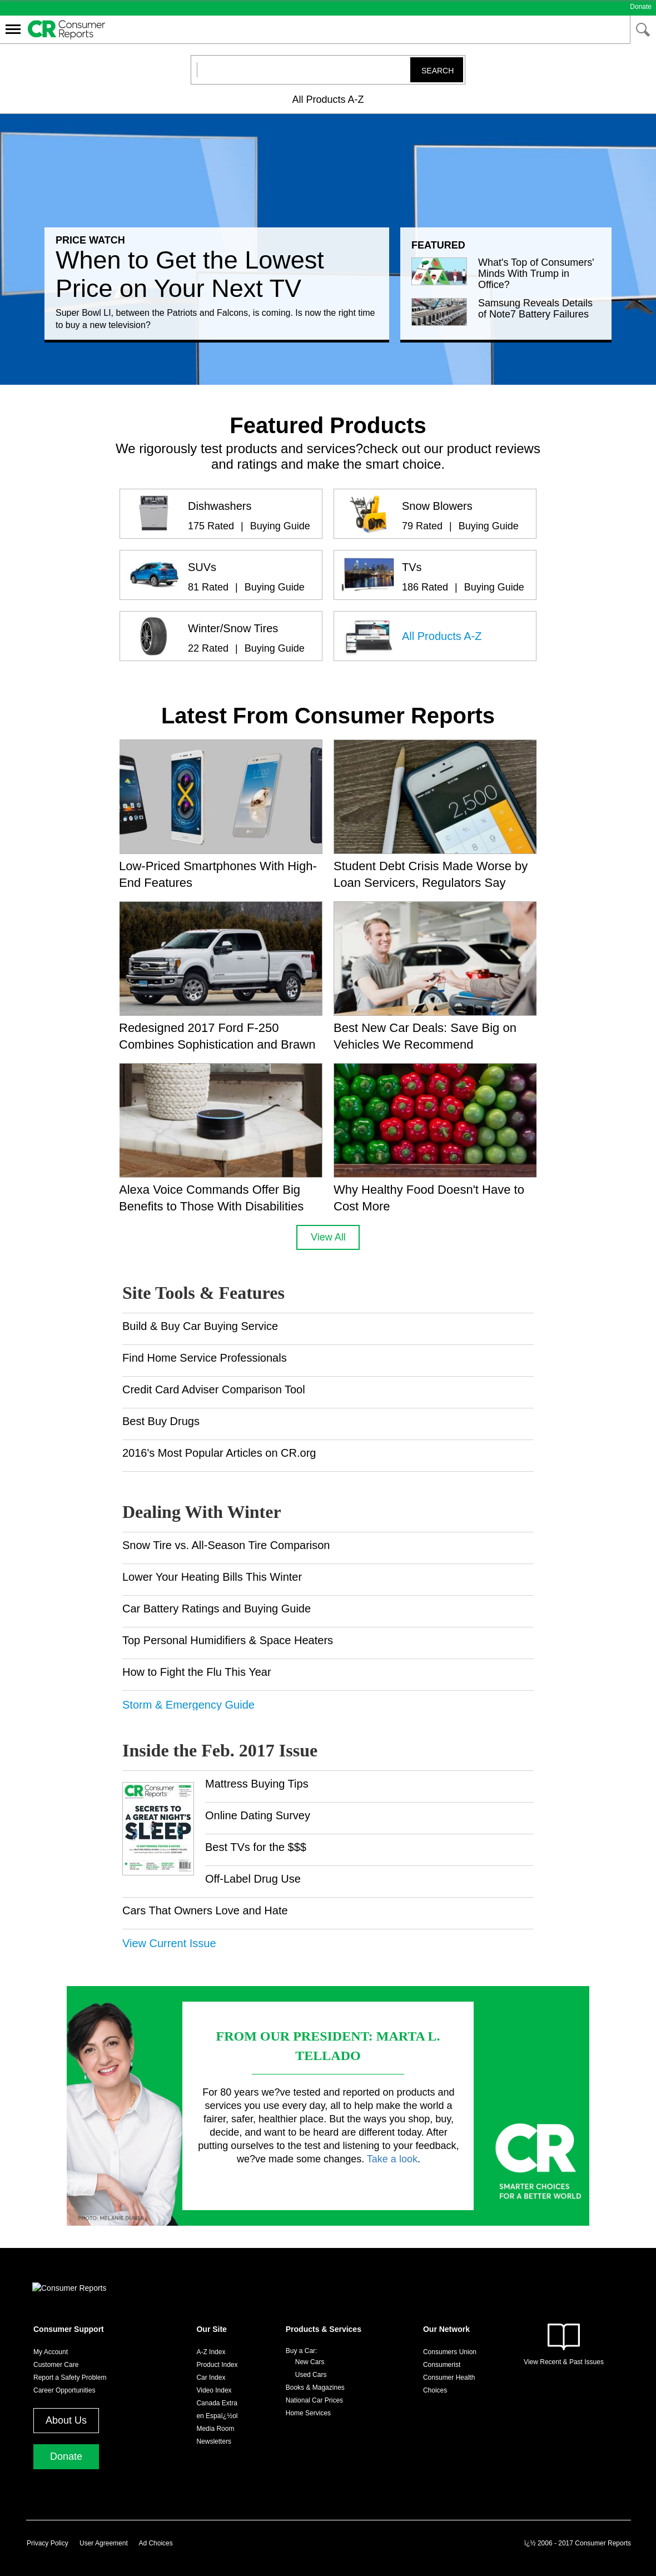 Donate
CR Consumer
Reports
SEARCH
All Products A-Z
PRICE WATCH
When to Get the Lowest
Price on Your Next TV
Super Bowl LI, between the Patriots and Falcons, is coming. Is now the right time
to buy a new television?
FEATURED
What's Top of Consumers'
Minds With Trump in
Office?
Samsung Reveals Details
of Note7 Battery Failures
Featured Products
We rigorously test products and services?check out our product reviews
and ratings and make the smart choice.
Dishwashers
175 Rated | Buying Guide
Snow Blowers
79 Rated | Buying Guide
SUVs
81 Rated | Buying Guide
TVs
186 Rated | Buying Guide
Winter/Snow Tires
22 Rated | Buying Guide
All Products A-Z
Latest From Consumer Reports
2,500
Low-Priced Smartphones With High-
End Features
Student Debt Crisis Made Worse by
Loan Servicers, Regulators Say
Redesigned 2017 Ford F-250
Combines Sophistication and Brawn
Best New Car Deals: Save Big on
Vehicles We Recommend
Alexa Voice Commands Offer Big
Benefits to Those With Disabilities
Why Healthy Food Doesn't Have to
Cost More
View All
Site Tools & Features
Build & Buy Car Buying Service
Find Home Service Professionals
Credit Card Adviser Comparison Tool
Best Buy Drugs
2016's Most Popular Articles on CR.org
Dealing With Winter
Snow Tire vs. All-Season Tire Comparison
Lower Your Heating Bills This Winter
Car Battery Ratings and Buying Guide
Top Personal Humidifiers & Space Heaters
How to Fight the Flu This Year
Storm & Emergency Guide
Inside the Feb. 2017 Issue
CR Consumer
Reports
SECRETS TO
A GREAT NIGHT'S
SLEEP
Mattress Buying Tips
Online Dating Survey
Best TVs for the $$$
Off-Label Drug Use
Cars That Owners Love and Hate
View Current Issue
FROM OUR PRESIDENT: MARTA L.
TELLADO
For 80 years we?ve tested and reported on products and
services you use every day, all to help make the world a
fairer, safer, healthier place. But the ways you shop, buy,
decide, and want to be heard are different today. After
putting ourselves to the test and listening to your feedback,
we?ve made some changes. Take a look.
CR
SMARTER CHOICES
FOR A BETTER WORLD
PHOTO: MELANIE DUNEA
Consumer Reports
Consumer Support
My Account
Customer Care
Report a Safety Problem
Career Opportunities
About Us
Donate
Our Site
A-Z Index
Product Index
Car Index
Video Index
Canada Extra
en Espaï¿½ol
Media Room
Newsletters
Products & Services
Buy a Car:
New Cars
Used Cars
Books & Magazines
National Car Prices
Home Services
Our Network
Consumers Union
Consumerist
Consumer Health
Choices
View Recent & Past Issues
Privacy Policy User Agreement Ad Choices
ï¿½ 2006 - 2017 Consumer Reports